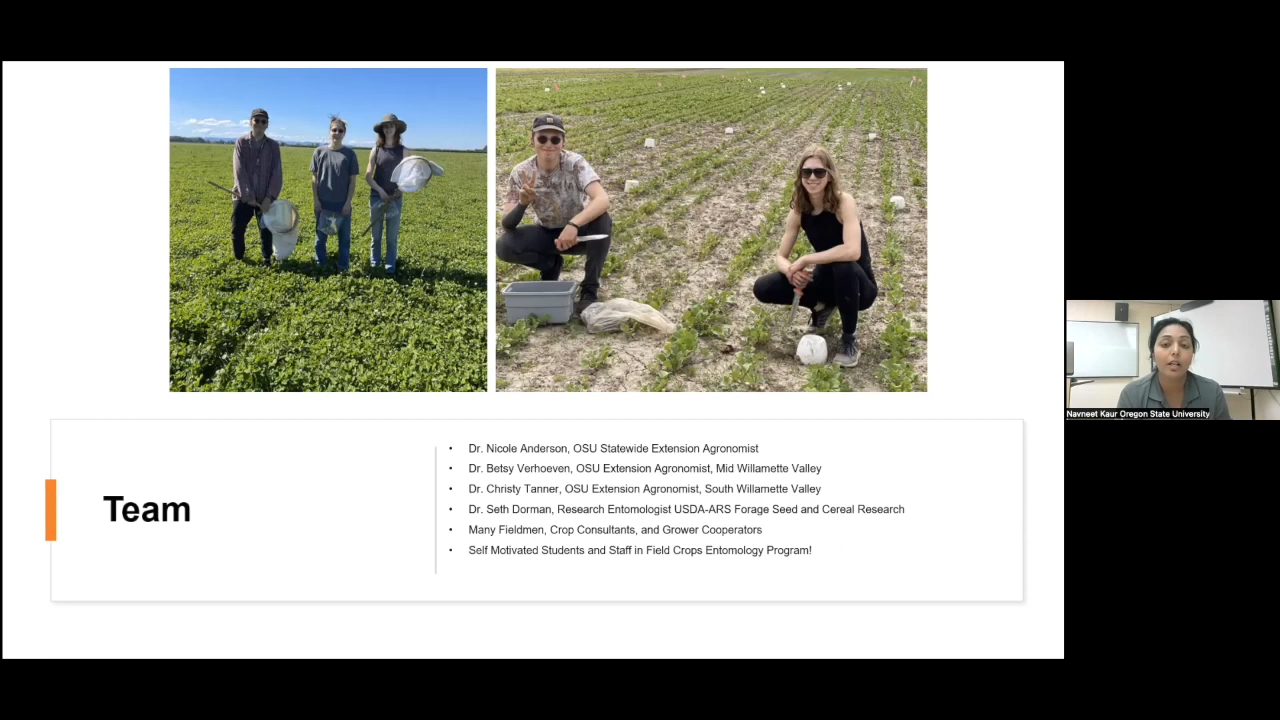 Team
• Dr. Nicole Anderson, OSU Statewide Extension Agronomist
• Dr. Betsy Verhoeven, OSU Extension Agronomist, Mid Willamette Valley
• Dr. Christy Tanner, OSU Extension Agronomist, South Willamette Valley
• Dr. Seth Dorman, Research Entomologist USDA-ARS Forage Seed and Cereal Research
• Many Fieldmen, Crop Consultants, and Grower Cooperators
• Self Motivated Students and Staff in Field Crops Entomology Program!
Navneet Kaur Oregon State University